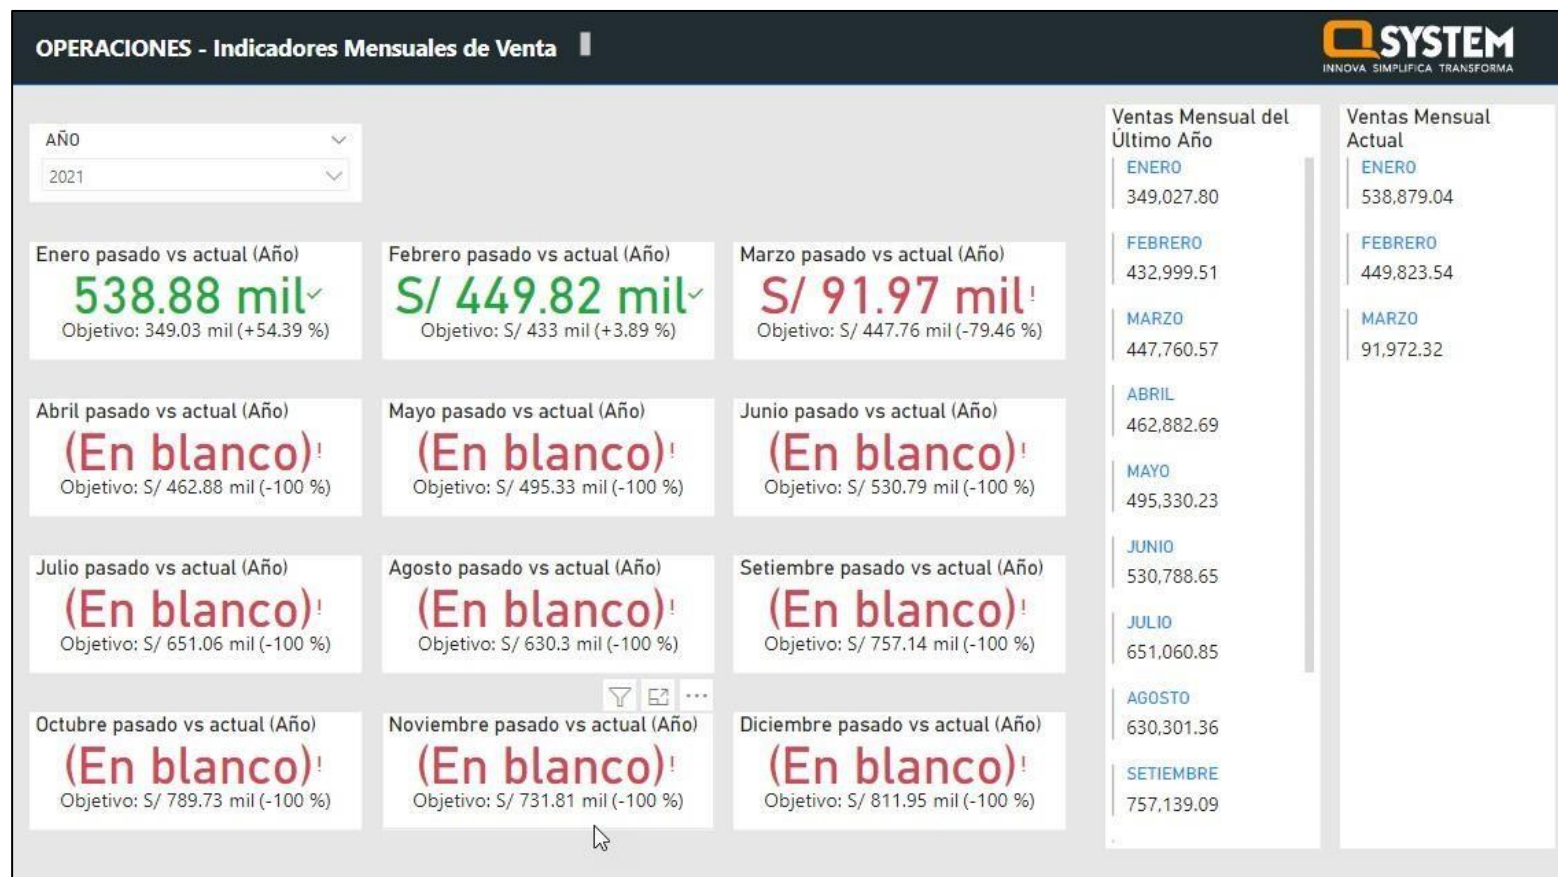 OPERACIONES - Indicadores Mensuales de Venta
QSYSTEM
INNOVA SIMPLIFICA TRANSFORMA
AÑO
2021
Enero pasado vs actual (Año)
538.88 mil
Objetivo: 349.03 mil (+54.39 %)
Febrero pasado vs actual (Año)
S/ 449.82 mil
Objetivo: S/ 433 mil (+3.89 %)
Marzo pasado vs actual (Año)
S/ 91.97 mil!
Objetivo: S/ 447.76 mil (-79.46 %)
Abril pasado vs actual (Año)
(En blanco)!
Objetivo: S/ 462.88 mil (-100 %)
Mayo pasado vs actual (Año)
(En blanco)!
Objetivo: S/ 495.33 mil (-100 %)
Junio pasado vs actual (Año)
(En blanco)!
Objetivo: S/ 530.79 mil (-100 %)
Julio pasado vs actual (Año)
(En blanco)!
Objetivo: S/ 651.06 mil (-100 %)
Agosto pasado vs actual (Año)
(En blanco)!
Objetivo: S/ 630.3 mil (-100 %)
Setiembre pasado vs actual (Año)
(En blanco)!
Objetivo: S/ 757.14 mil (-100 %)
Octubre pasado vs actual (Año)
(En blanco)!
Objetivo: S/ 789.73 mil (-100 %)
Noviembre pasado vs actual (Año)
(En blanco)!
Objetivo: S/ 731.81 mil (-100 %)
Diciembre pasado vs actual (Año)
(En blanco)!
Objetivo: S/ 811.95 mil (-100 %)
Ventas Mensual del
Último Año
ENERO
349,027.80
FEBRERO
432,999.51
MARZO
447,760.57
ABRIL
462,882.69
MAYO
495,330.23
JUNIO
530,788.65
JULIO
651,060.85
AGOSTO
630,301.36
SETIEMBRE
757,139.09
Ventas Mensual
Actual
ENERO
538,879.04
FEBRERO
449,823.54
MARZO
91,972.32